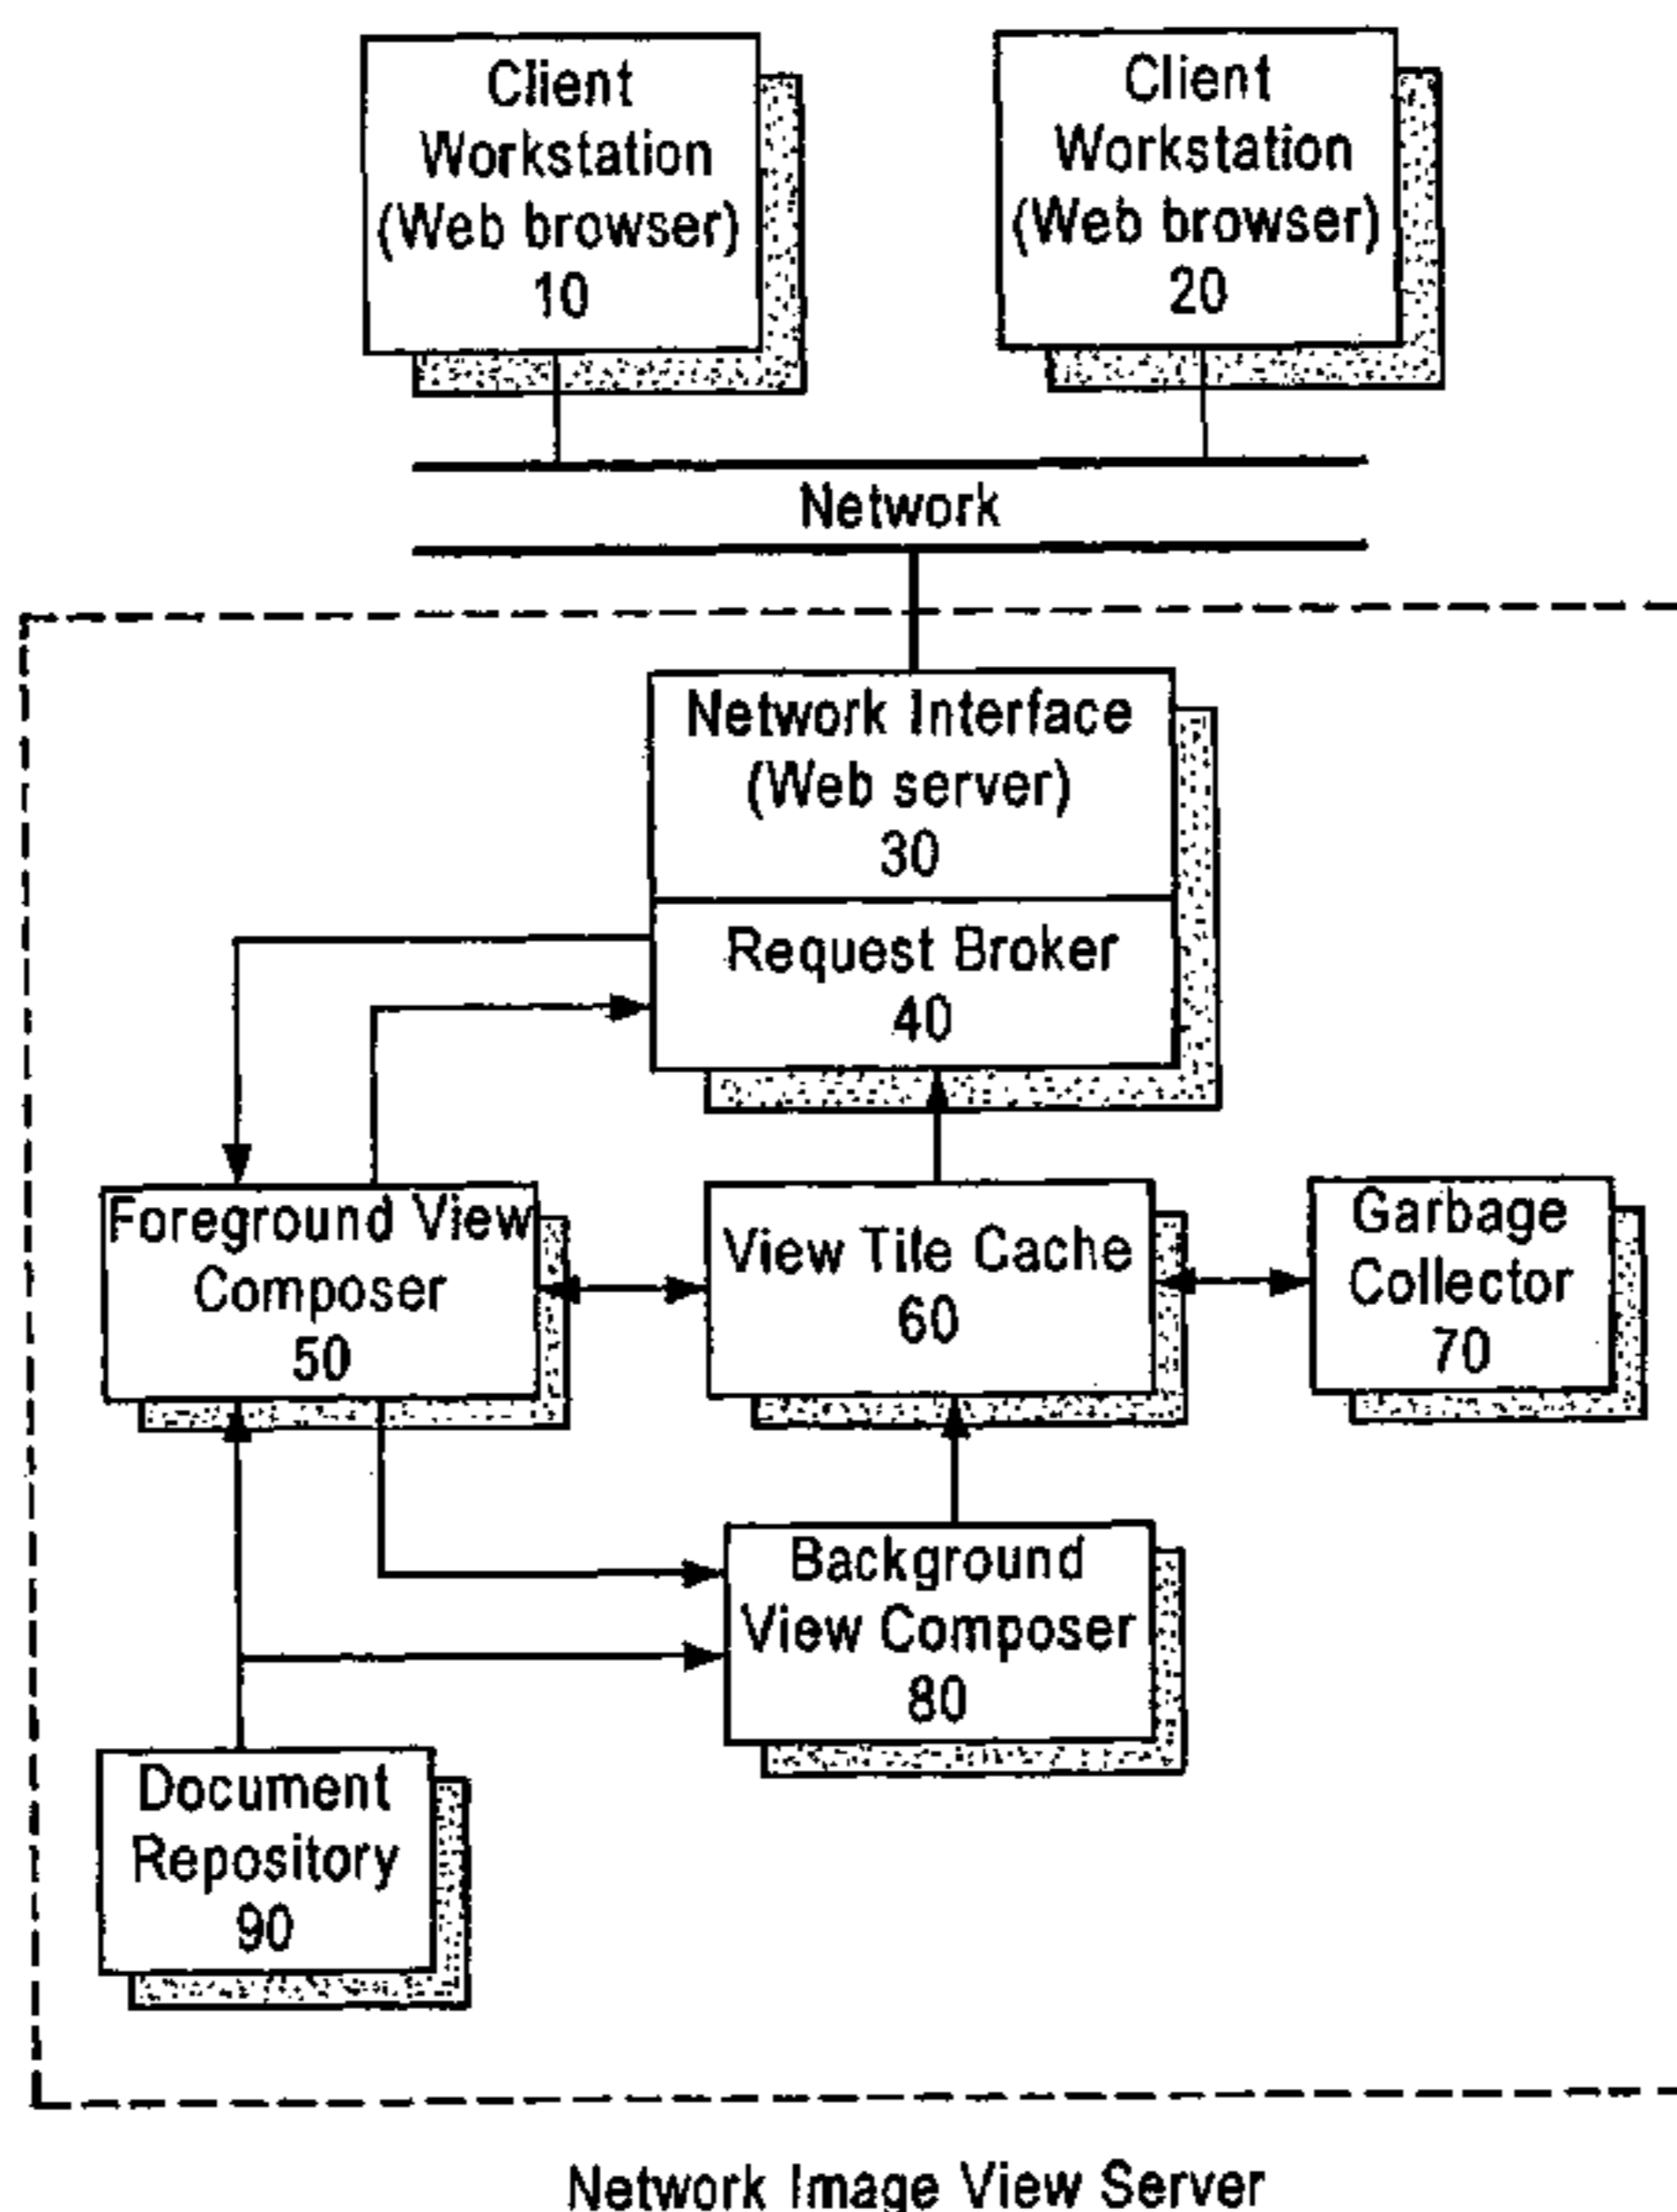 Client
Workstation
(Web browser)
10
Client
Workstation
(Web browser)
20
Network
Network Interface
(Web server)
30
Request Broker
40
Foreground View
Composer
50
View Tile Cache
60
Garbage
Collector
70
Background
View Composer
80
Document
Repository
90
Network Image View Server